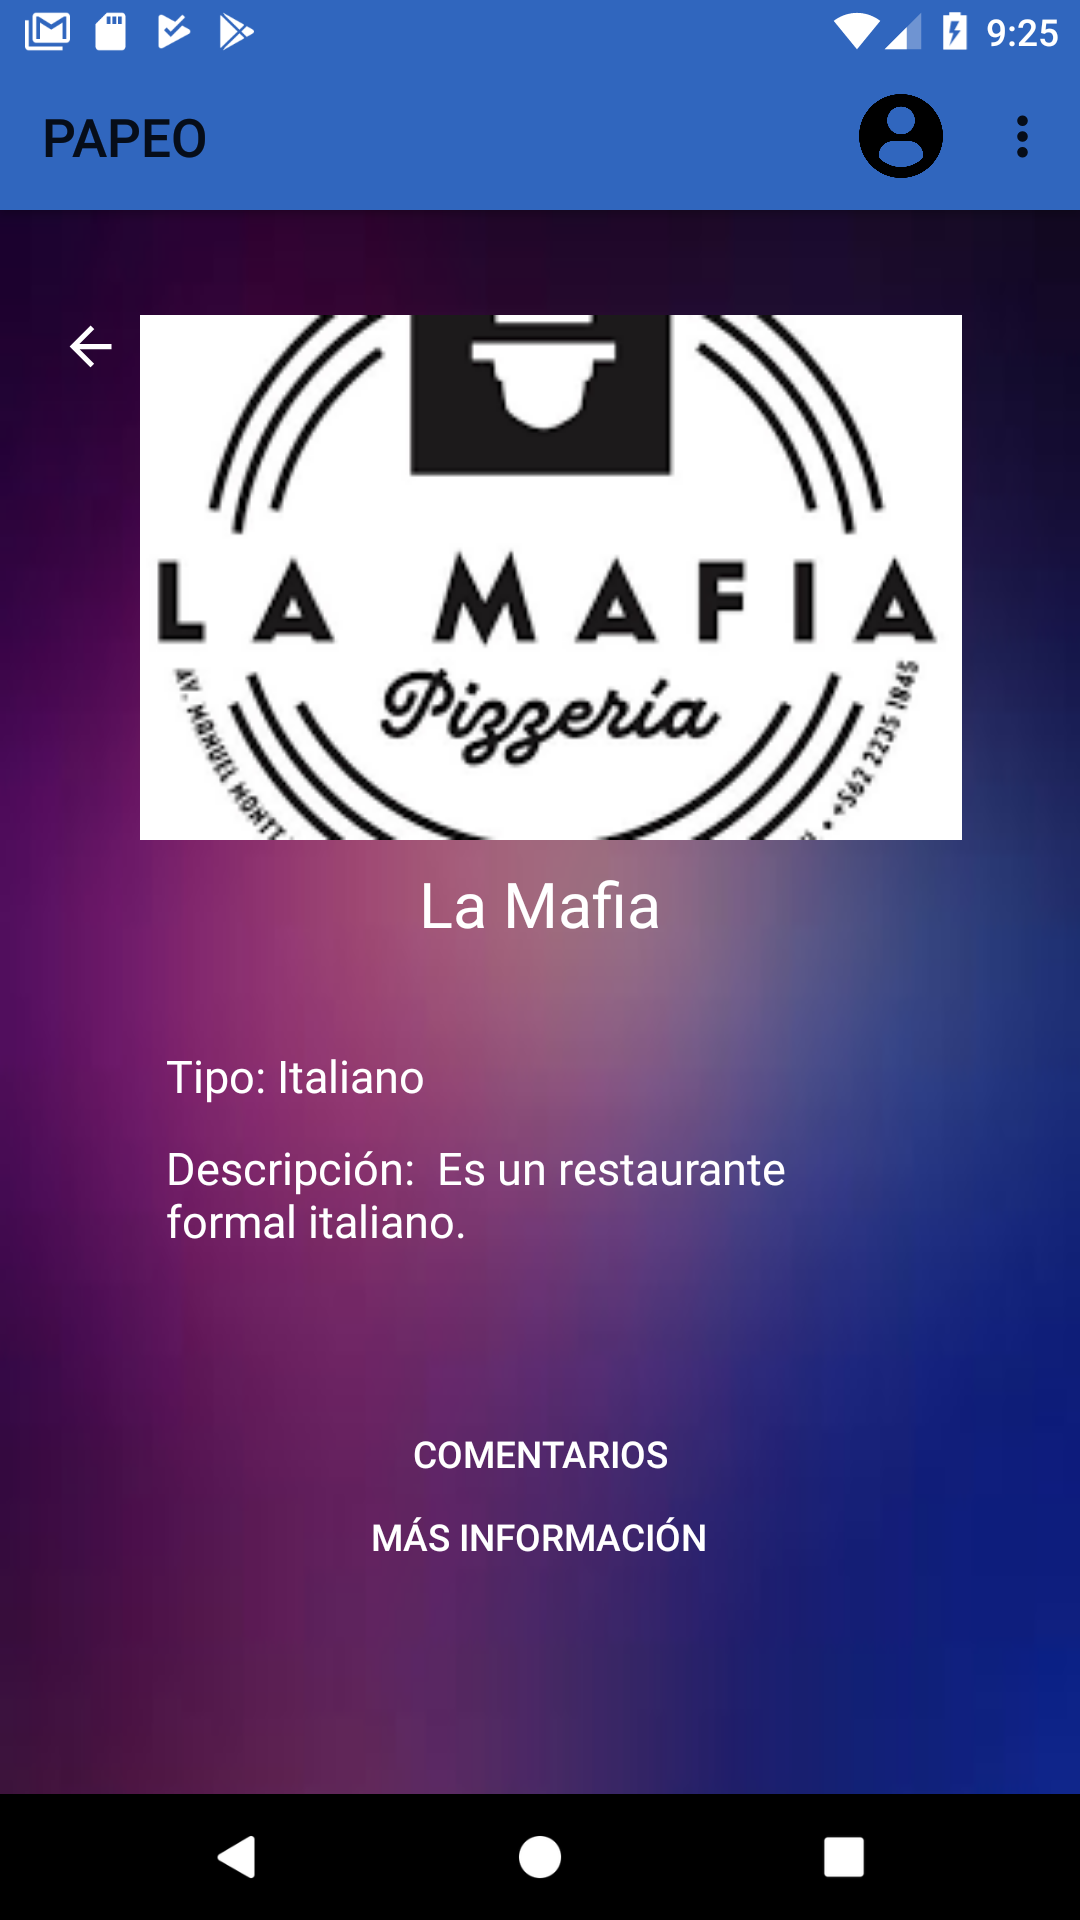 9:25
PAPEO
LA MAFIA
Pizzería
AV. MANUEL MONTT
• +562 2235 1845
La Mafia
Tipo: Italiano
Descripción:  Es un restaurante
formal italiano.
COMENTARIOS
MÁS INFORMACIÓN